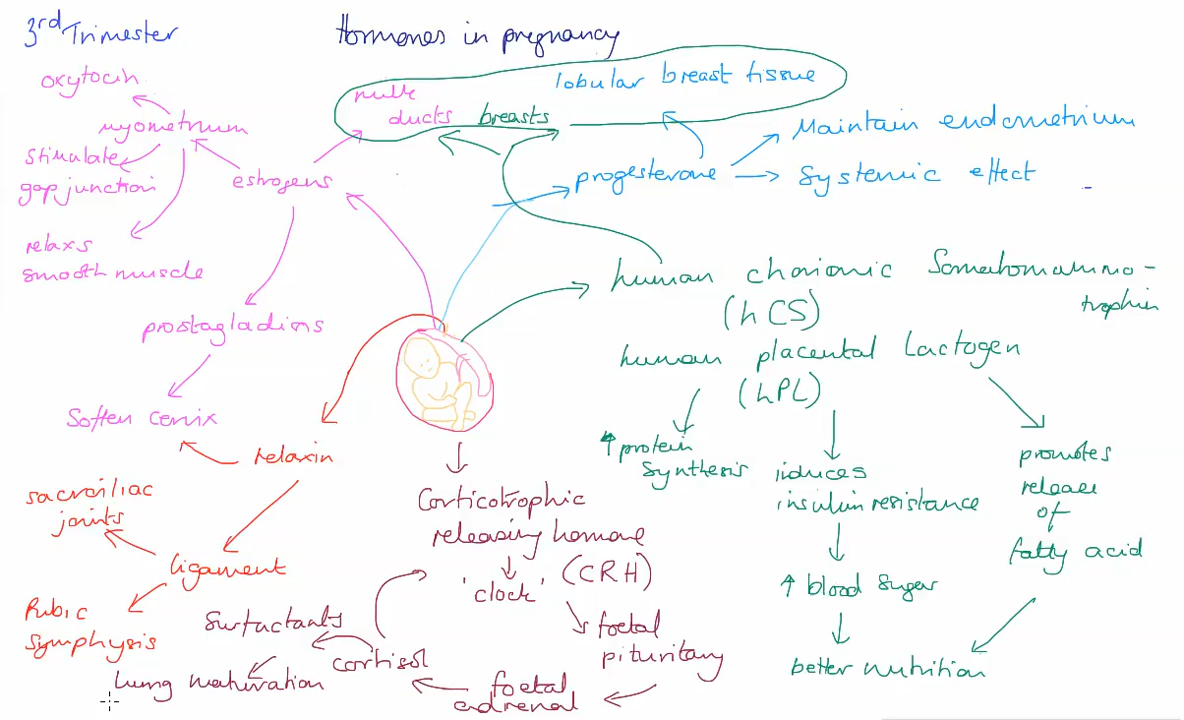 3rd Trimester
Hormones in pregnancy
oxytocin
myometrium
stimulate
gap junction
relaxs
smooth muscle
estrogens
milk
ducts
breasts
lobular breast tissue
progesterone
Maintain endometrium
Systemic effect
prostagladions
Soften cervix
relaxin
sacroiliac
joints
ligament
Pubic
symphysis
human chorionic Somatomammo-
trophin
(hCS)
human placental Lactogen
(hPL)
protein
synthesis
induces
insulin resistance
blood sugar
better nutrition
promotes
release
of
fatty acid
Corticotrophic
releasing hormone
(CRH)
'clock'
foetal
pituritary
foetal
adrenal
cortisol
Surfactants
lung maturation